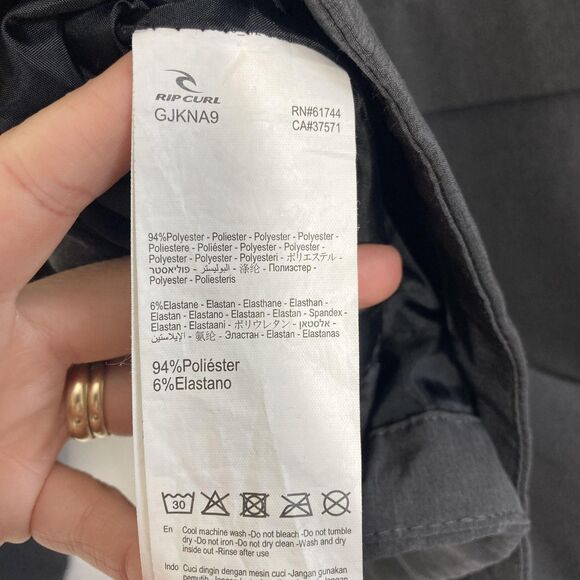 RIP CURL
GJKNA9
RN#61744
CA#37571
94%Polyester - Poliester - Polyester - Polyester -
Poliestere - Poliéster - Polyester - Polyester -
Polyester, Polyester - Polyesteri - ポリエステル -
פוליאסטר - البوليستر - 涤纶 - Полиэстер -
Polyester - Poliesteris
6%Elastane - Elastan - Elasthane - Elasthan -
Elastan - Elastano - Elastaan - Elastan - Spandex -
Elastan - Elastaani - ポリウレタン - אלסטאן -
الإيلاستين - 氨纶 - Эластан - Elastan - Elastanas
94%Poliéster
6%Elastano
30
En Cool machine wash -Do not bleach -Do not tumble
dry -Do not iron -Do not dry clean -Wash and dry
inside out -Rinse after use
Indo Cuci dingin dengan mesin cuci -Jangan gunakan
pemutih